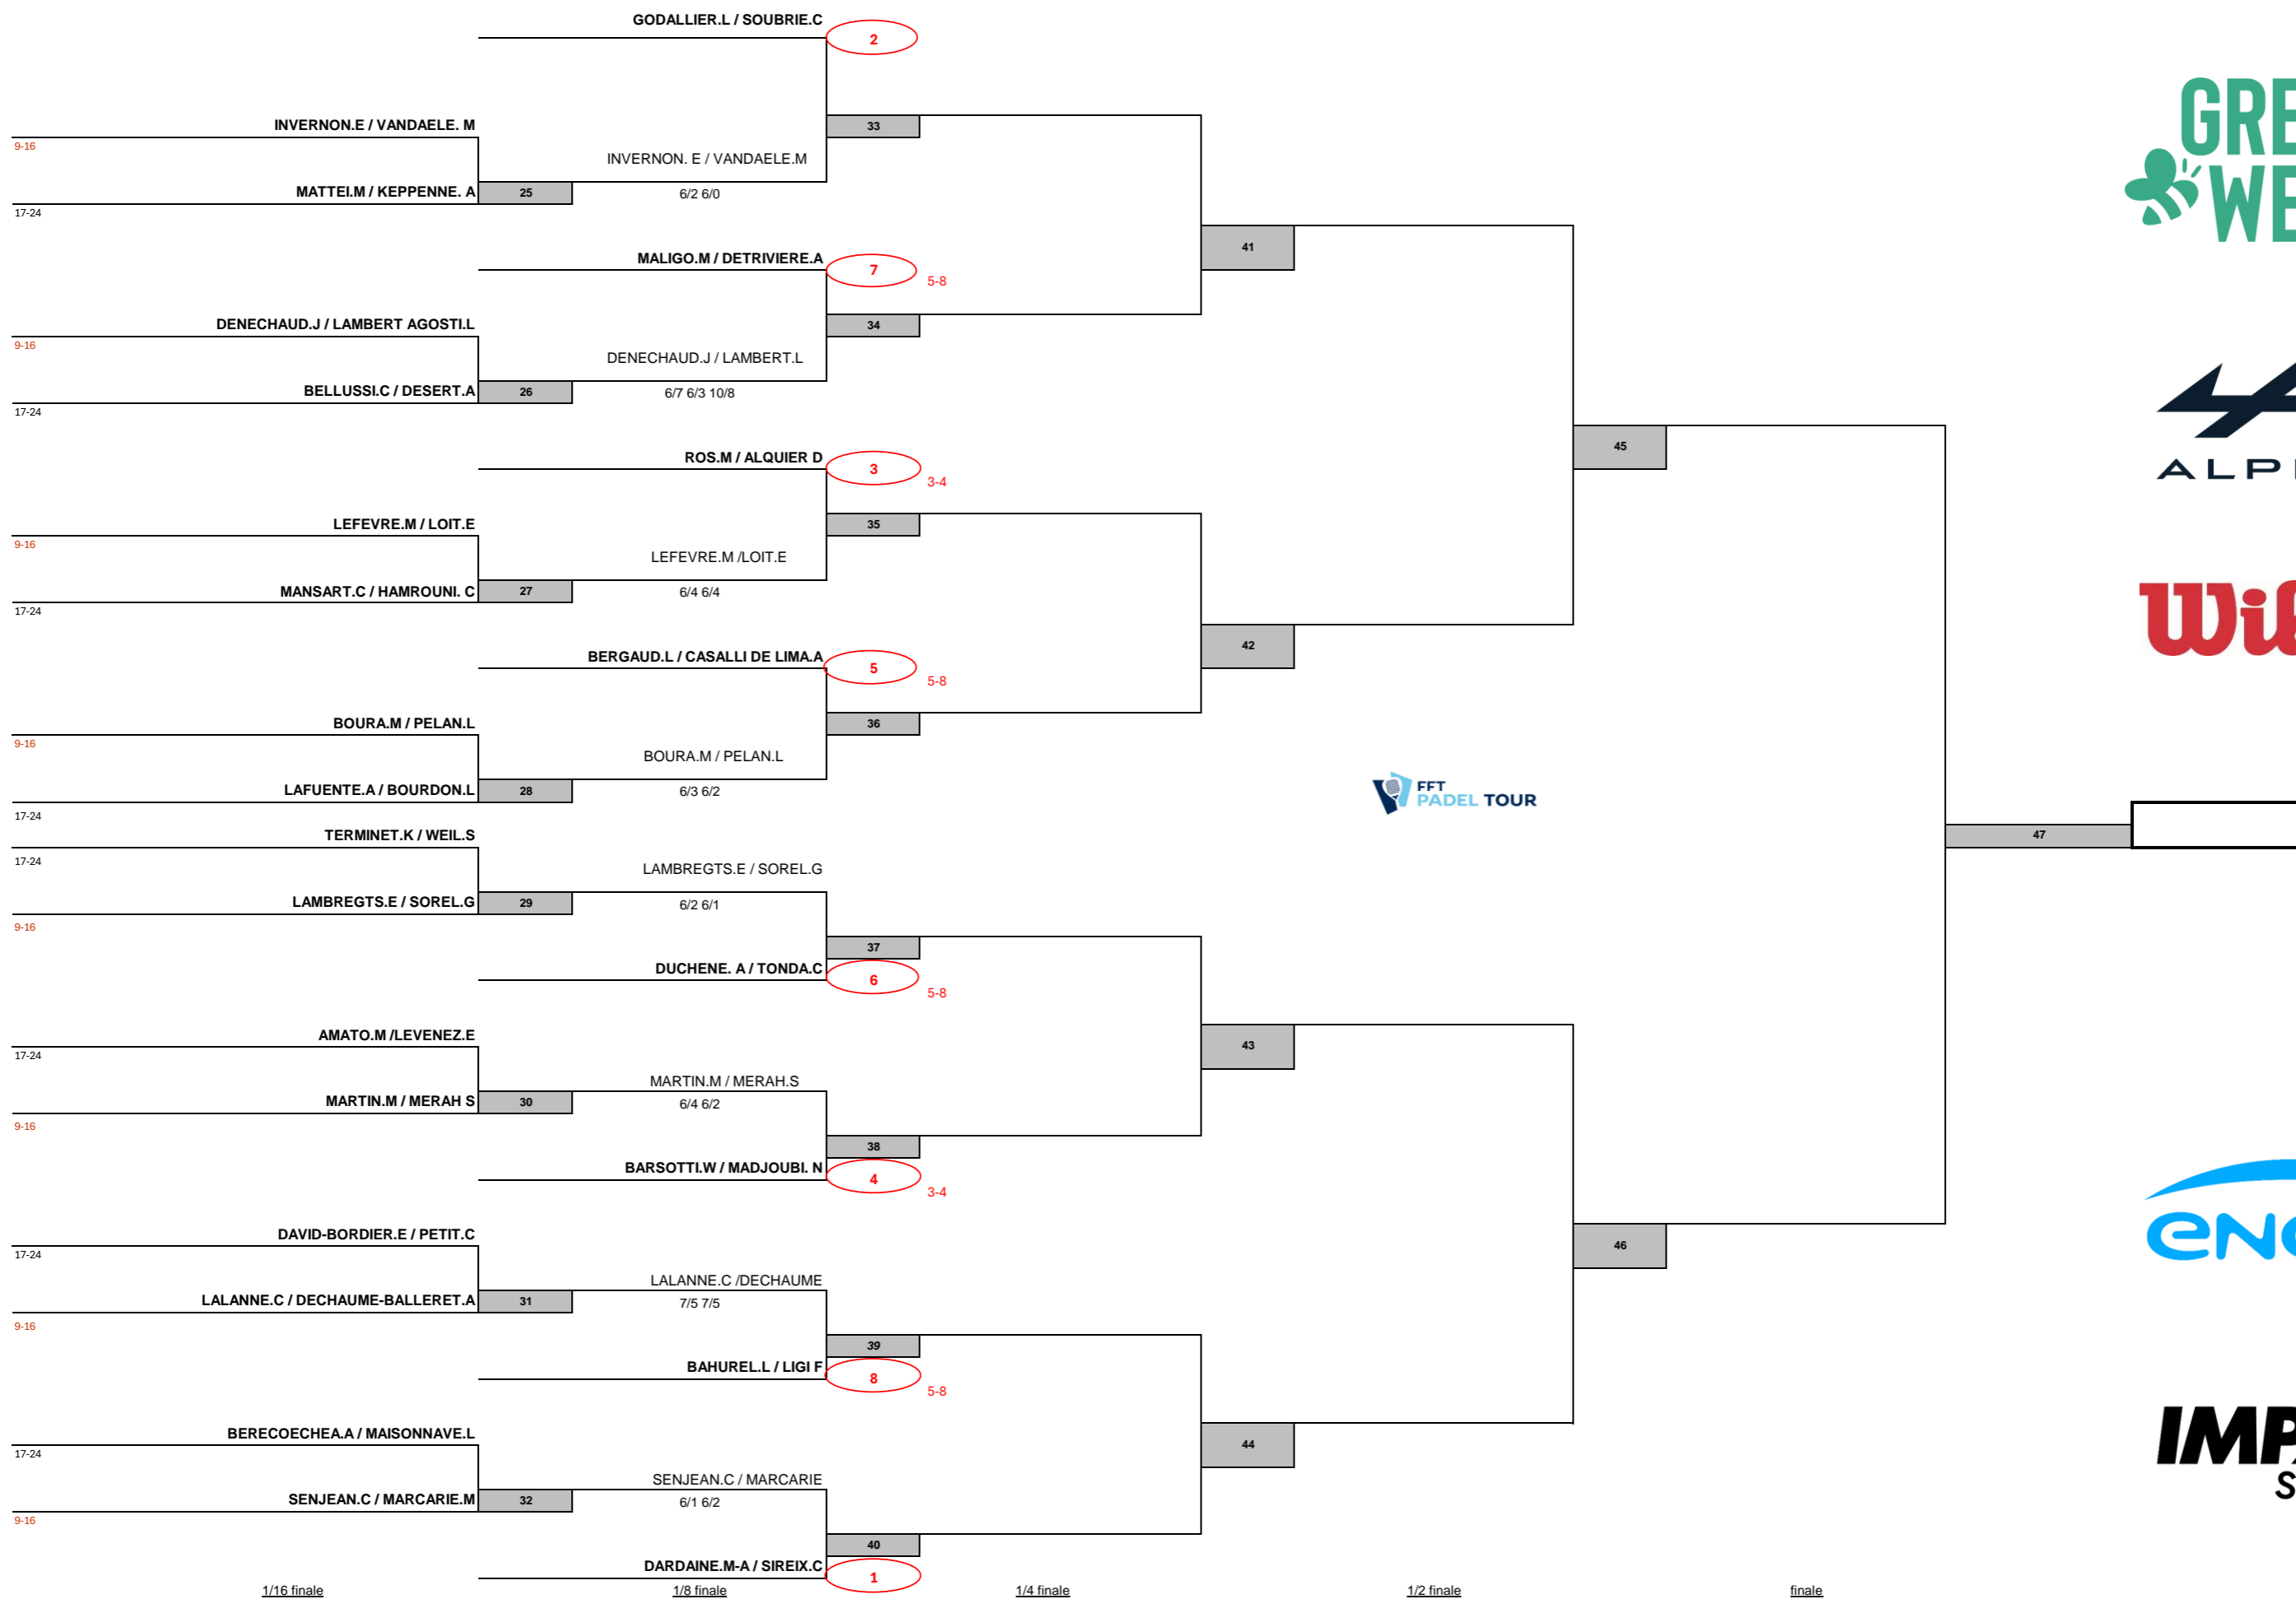 GODALLIER.L / SOUBRIE.C
2
INVERNON.E / VANDAELE. M
9-16
33
INVERNON. E / VANDAELE.M
MATTEI.M / KEPPENNE. A
25
6/2 6/0
17-24
41
MALIGO.M / DETRIVIERE.A
7
5-8
DENECHAUD.J / LAMBERT AGOSTI.L
9-16
34
DENECHAUD.J / LAMBERT.L
BELLUSSI.C / DESERT.A
26
6/7 6/3 10/8
17-24
45
ROS.M / ALQUIER D
3
3-4
LEFEVRE.M / LOIT.E
9-16
35
LEFEVRE.M /LOIT.E
MANSART.C / HAMROUNI. C
27
6/4 6/4
17-24
42
BERGAUD.L / CASALLI DE LIMA.A
5
5-8
BOURA.M / PELAN.L
9-16
36
BOURA.M / PELAN.L
LAFUENTE.A / BOURDON.L
28
6/3 6/2
17-24
FFT
PADEL TOUR
47
TERMINET.K / WEIL.S
17-24
LAMBREGTS.E / SOREL.G
LAMBREGTS.E / SOREL.G
29
6/2 6/1
9-16
37
DUCHENE. A / TONDA.C
6
5-8
AMATO.M /LEVENEZ.E
17-24
43
MARTIN.M / MERAH.S
MARTIN.M / MERAH S
30
6/4 6/2
9-16
38
BARSOTTI.W / MADJOUBI. N
4
3-4
DAVID-BORDIER.E / PETIT.C
17-24
46
LALANNE.C /DECHAUME
LALANNE.C / DECHAUME-BALLERET.A
31
7/5 7/5
9-16
39
BAHUREL.L / LIGI F
8
5-8
BERECOECHEA.A / MAISONNAVE.L
17-24
44
SENJEAN.C / MARCARIE
SENJEAN.C / MARCARIE.M
32
6/1 6/2
9-16
40
DARDAINE.M-A / SIREIX.C
1
1/16 finale
1/8 finale
1/4 finale
1/2 finale
finale